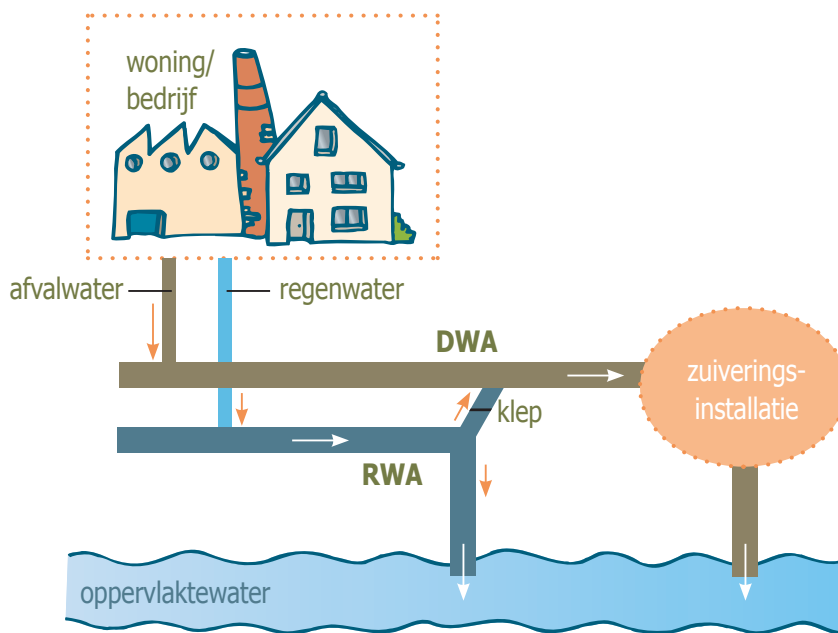 woning/
bedrijf
afvalwater
regenwater
DWA
zuiverings-
installatie
klep
RWA
oppervlaktewater